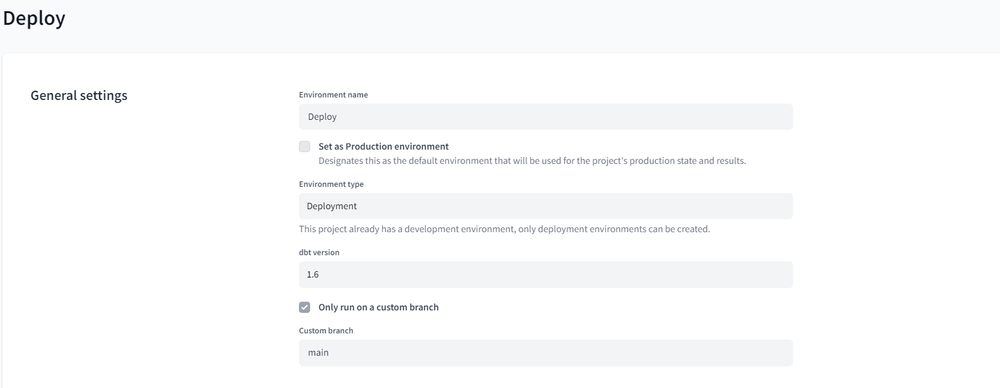 Deploy
General settings
Environment name
Deploy
Set as Production environment
Designates this as the default environment that will be used for the project's production state and results.
Environment type
Deployment
This project already has a development environment, only deployment environments can be created.
dbt version
1.6
Only run on a custom branch
Custom branch
main